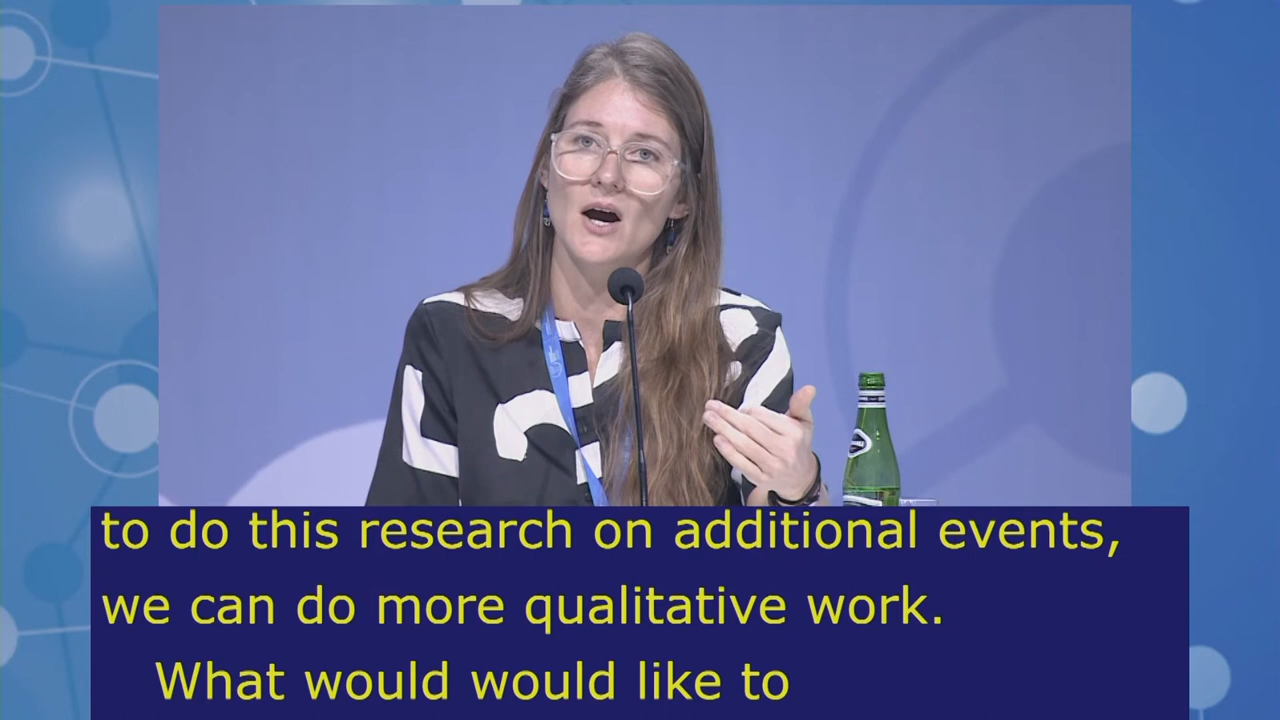 to do this research on additional events,
we can do more qualitative work.
What would would like to